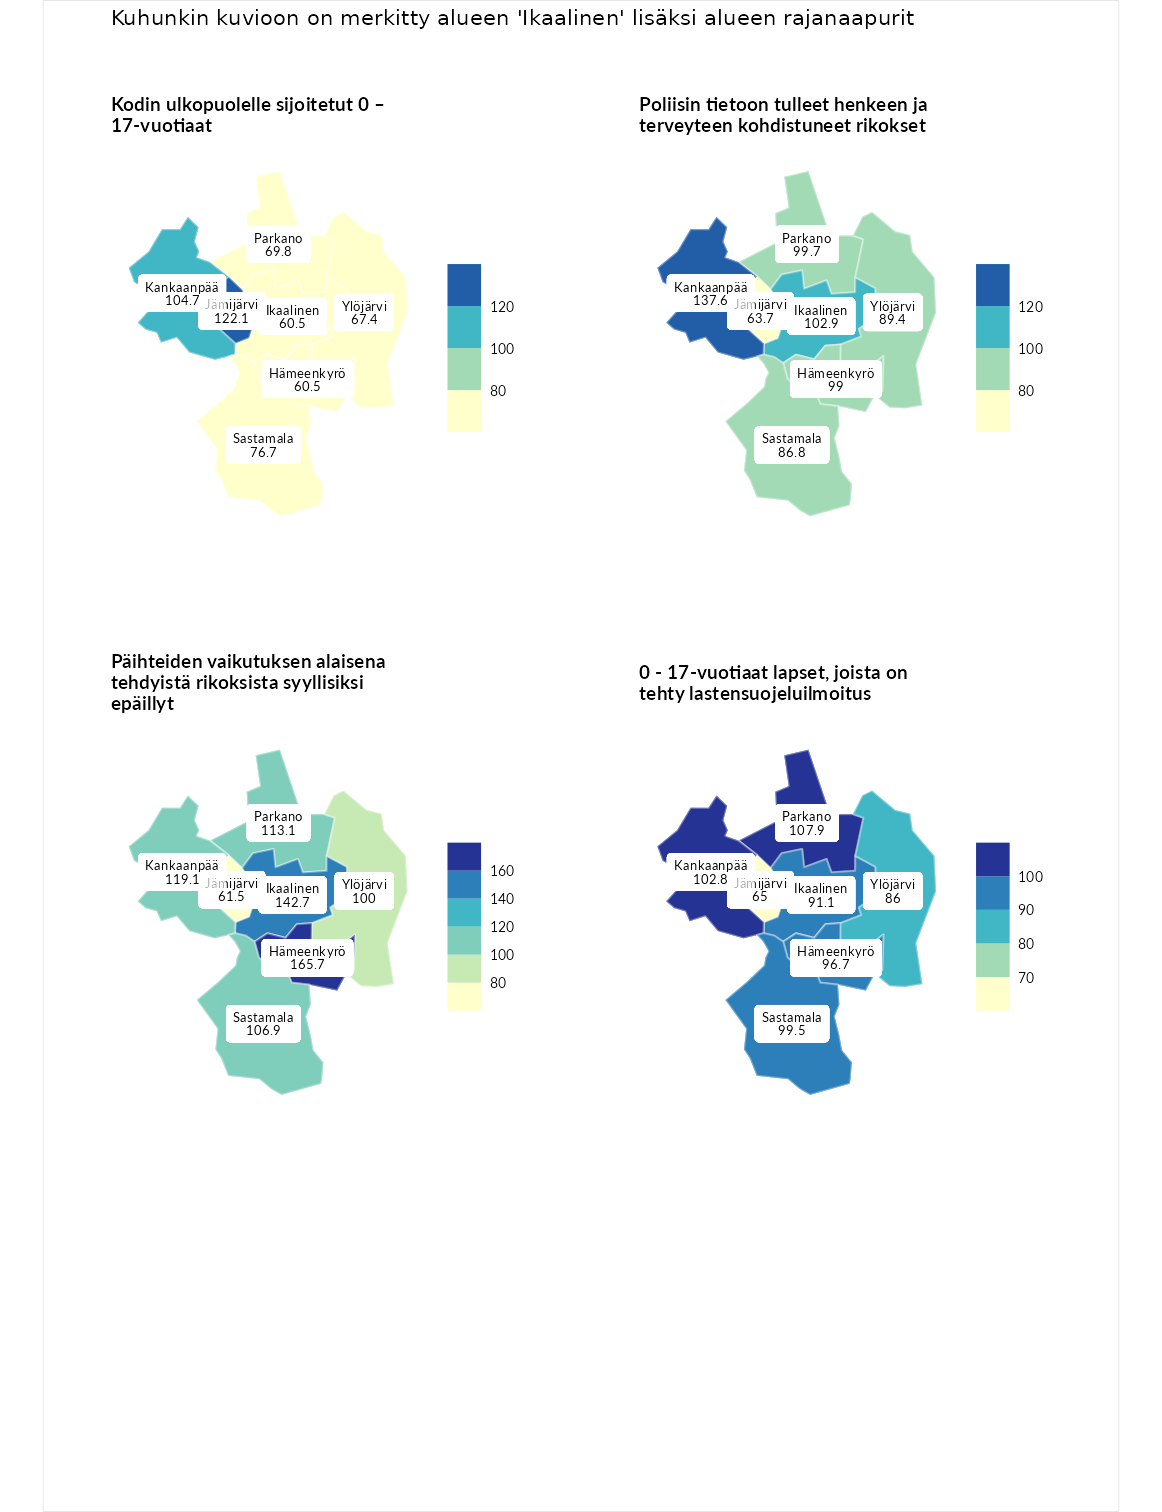 Kuhunkin kuvioon on merkitty alueen 'Ikaalinen' lisäksi alueen rajanaapurit
Kodin ulkopuolelle sijoitetut 0 –
17-vuotiaat
Parkano
69.8
Kankaanpää
104.7
Jämijärvi
122.1
Ikaalinen
60.5
Ylöjärvi
67.4
Hämeenkyrö
60.5
Sastamala
76.7
120
100
80
Poliisin tietoon tulleet henkeen ja
terveyteen kohdistuneet rikokset
Parkano
99.7
Kankaanpää
137.6
Jämijärvi
63.7
Ikaalinen
102.9
Ylöjärvi
89.4
Hämeenkyrö
99
Sastamala
86.8
120
100
80
Päihteiden vaikutuksen alaisena
tehdyistä rikoksista syyllisiksi
epäillyt
Parkano
113.1
Kankaanpää
119.1
Jämijärvi
61.5
Ikaalinen
142.7
Ylöjärvi
100
Hämeenkyrö
165.7
Sastamala
106.9
160
140
120
100
80
0 - 17-vuotiaat lapset, joista on
tehty lastensuojeluilmoitus
Parkano
107.9
Kankaanpää
102.8
Jämijärvi
65
Ikaalinen
91.1
Ylöjärvi
86
Hämeenkyrö
96.7
Sastamala
99.5
100
90
80
70